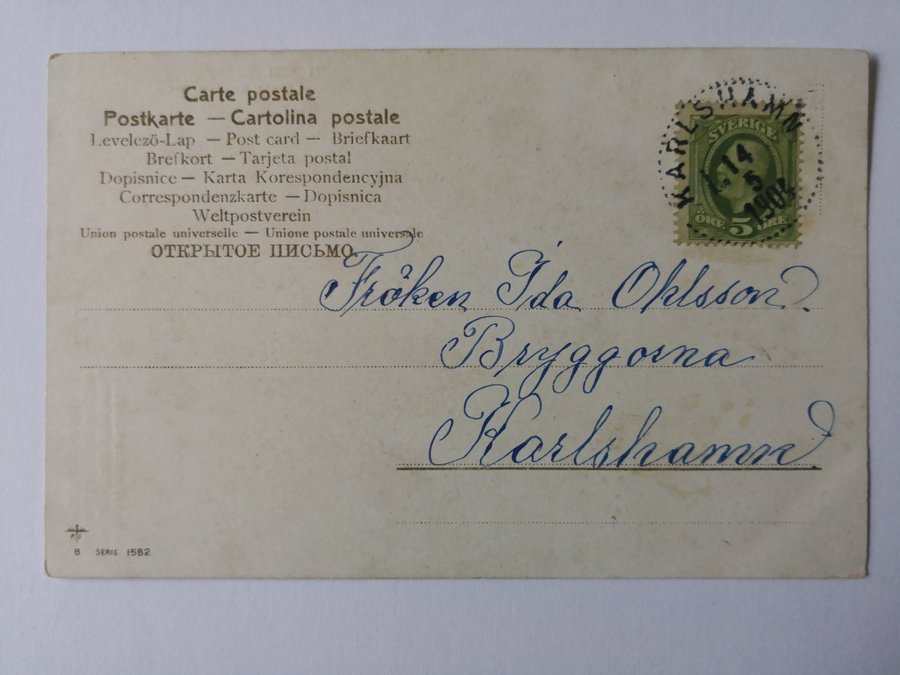 Carte postale
Postkarte — Cartolina postale
Levelezö-Lap — Post card — Briefkaart
Brefkort — Tarjeta postal
Dopisnice — Karta Korespondencyjna
Correspondenzkarte — Dopisnica
Weltpostverein
Union postale universelle — Unione postale universale
ОТКРЫТОЕ ПИСЬМО
KARLSHAMN
14
5
SVERIGE
ÖRE 5 ÖRE
Fröken Ida Ohlsson
Bryggorna
Karlshamn
B SERIE 1582